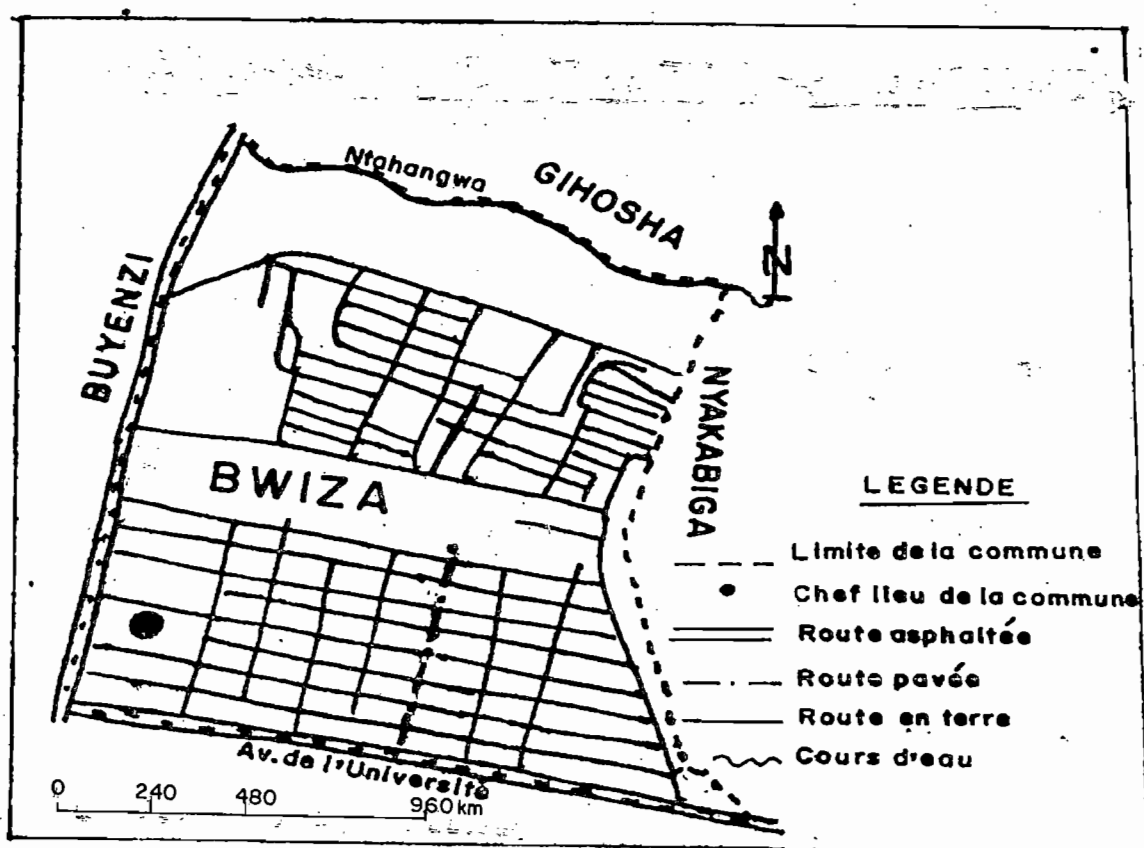 Ntahangwa
GIHOSHA
N
BUYENZI
NYAKABIGA
BWIZA
LEGENDE
Limite de la commune
Chef lieu de la commune
Route asphaltée
Route pavée
Route en terre
Cours d'eau
Av. de l'Université
0 240 480 960 km